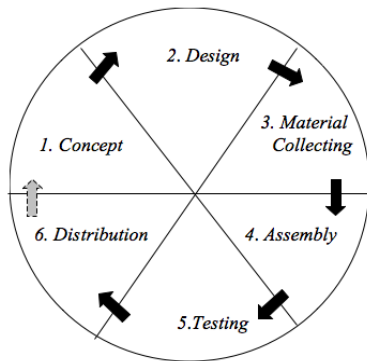 1. Concept
2. Design
3. Material
Collecting
4. Assembly
5.Testing
6. Distribution